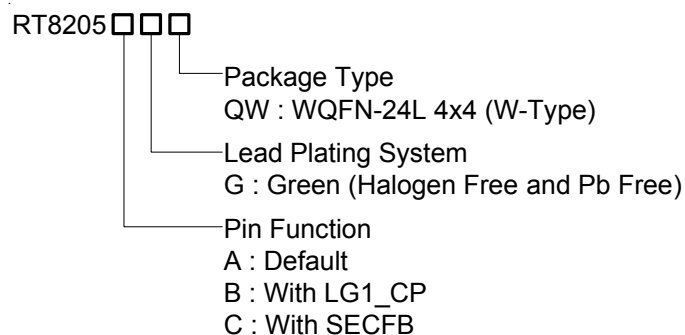 RT8205
Package Type
QW : WQFN-24L 4x4 (W-Type)
Lead Plating System
G : Green (Halogen Free and Pb Free)
Pin Function
A : Default
B : With LG1_CP
C : With SECFB